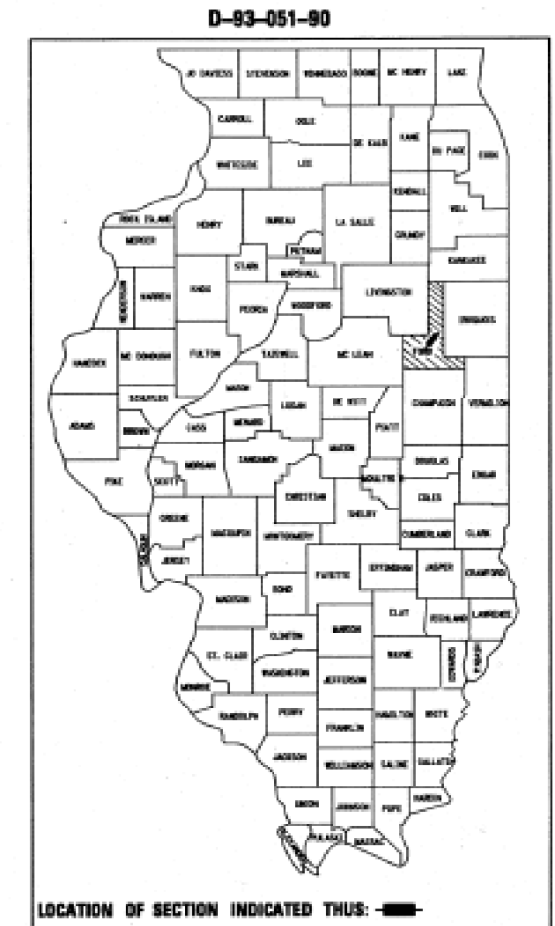 D-93-051-90
JO DAVIESS STEPHENSON WINNEBAGO BOONE MC HENRY LAKE
CARROLL OGLE DE KALB KANE DU PAGE COOK
WHITESIDE LEE KENDALL WILL
ROCK ISLAND HENRY BUREAU LA SALLE GRUNDY
MERCER PUTNAM KANKAKEE
HENDERSON WARREN KNOX STARK MARSHALL LIVINGSTON
PEORIA WOODFORD IROQUOIS
HANCOCK MC DONOUGH FULTON TAZEWELL MC LEAN FORD
SCHUYLER MASON LOGAN DE WITT CHAMPAIGN VERMILION
ADAMS BROWN CASS MENARD PIATT
PIKE SCOTT MORGAN SANGAMON MACON DOUGLAS EDGAR
CHRISTIAN MOULTRIE COLES
CALHOUN GREENE MACOUPIN MONTGOMERY SHELBY CUMBERLAND CLARK
JERSEY FAYETTE EFFINGHAM JASPER CRAWFORD
MADISON BOND CLAY RICHLAND LAWRENCE
CLINTON MARION
ST. CLAIR WASHINGTON WAYNE EDWARDS WABASH
MONROE JEFFERSON
RANDOLPH PERRY HAMILTON WHITE
FRANKLIN
JACKSON WILLIAMSON SALINE GALLATIN
UNION JOHNSON POPE HARDIN
ALEXANDER PULASKI MASSAC
LOCATION OF SECTION INDICATED THUS: